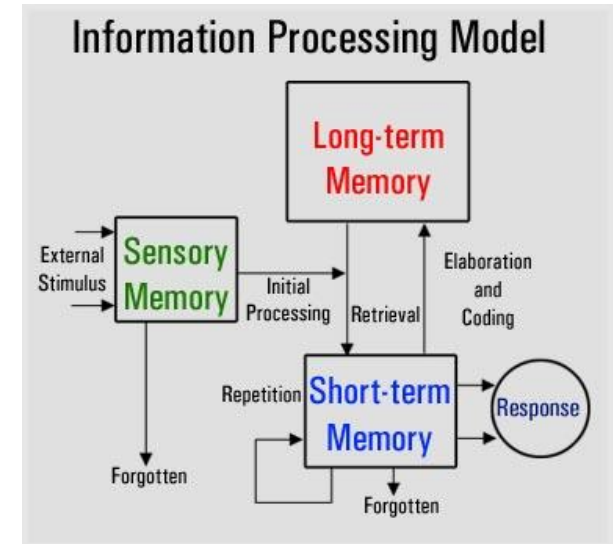 Information Processing Model
Long-term
Memory
External
Stimulus
Sensory
Memory
Initial
Processing
Retrieval
Elaboration
and
Coding
Repetition
Short-term
Memory
Response
Forgotten
Forgotten